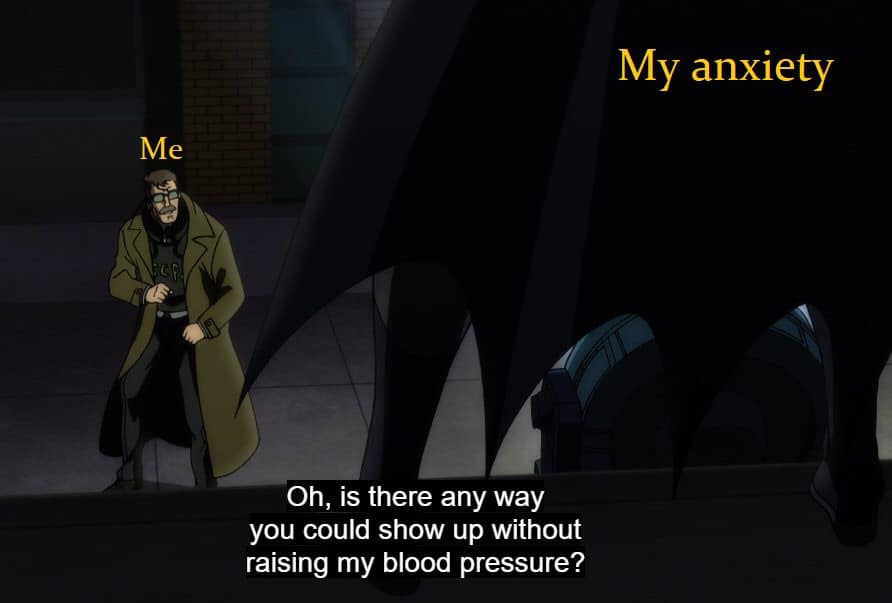 My anxiety
Me
Oh, is there any way
you could show up without
raising my blood pressure?